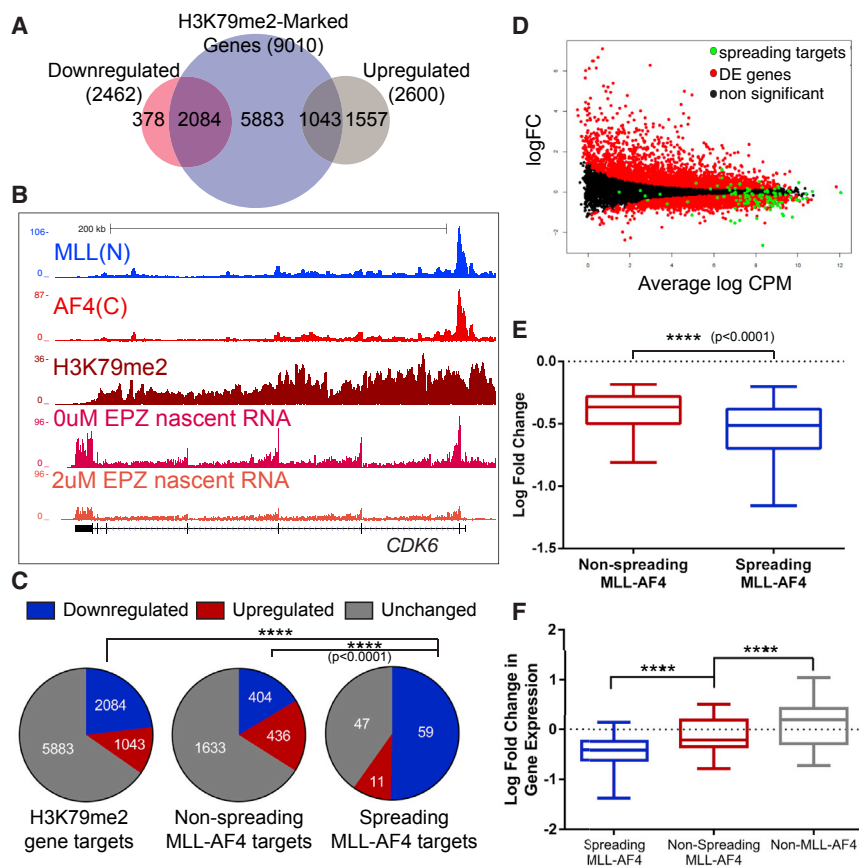 A
H3K79me2-Marked
Genes (9010)
Downregulated
(2462)
Upregulated
(2600)
378 2084 5883 1043 1557
B
200 kb
106-
MLL(N)
0-
87-
AF4(C)
0-
36-
H3K79me2
0-
96-
0uM EPZ nascent RNA
0-
96-
2uM EPZ nascent RNA
0-
CDK6
C
Downregulated Upregulated Unchanged
****
****
(p<0.0001)
2084
5883
1043
404
1633
436
47
59
11
H3K79me2
gene targets
Non-spreading
MLL-AF4 targets
Spreading
MLL-AF4 targets
D
spreading targets
DE genes
non significant
logFC
6
4
2
0
-2
0 2 4 6 8 10 12
Average log CPM
E
**** (p<0.0001)
Log Fold Change
0.0
-0.5
-1.0
-1.5
Non-spreading
MLL-AF4
Spreading
MLL-AF4
F
Log Fold Change in
Gene Expression
2
1
0
-1
-2
**** ****
Spreading
MLL-AF4
Non-Spreading
MLL-AF4
Non-MLL-AF4